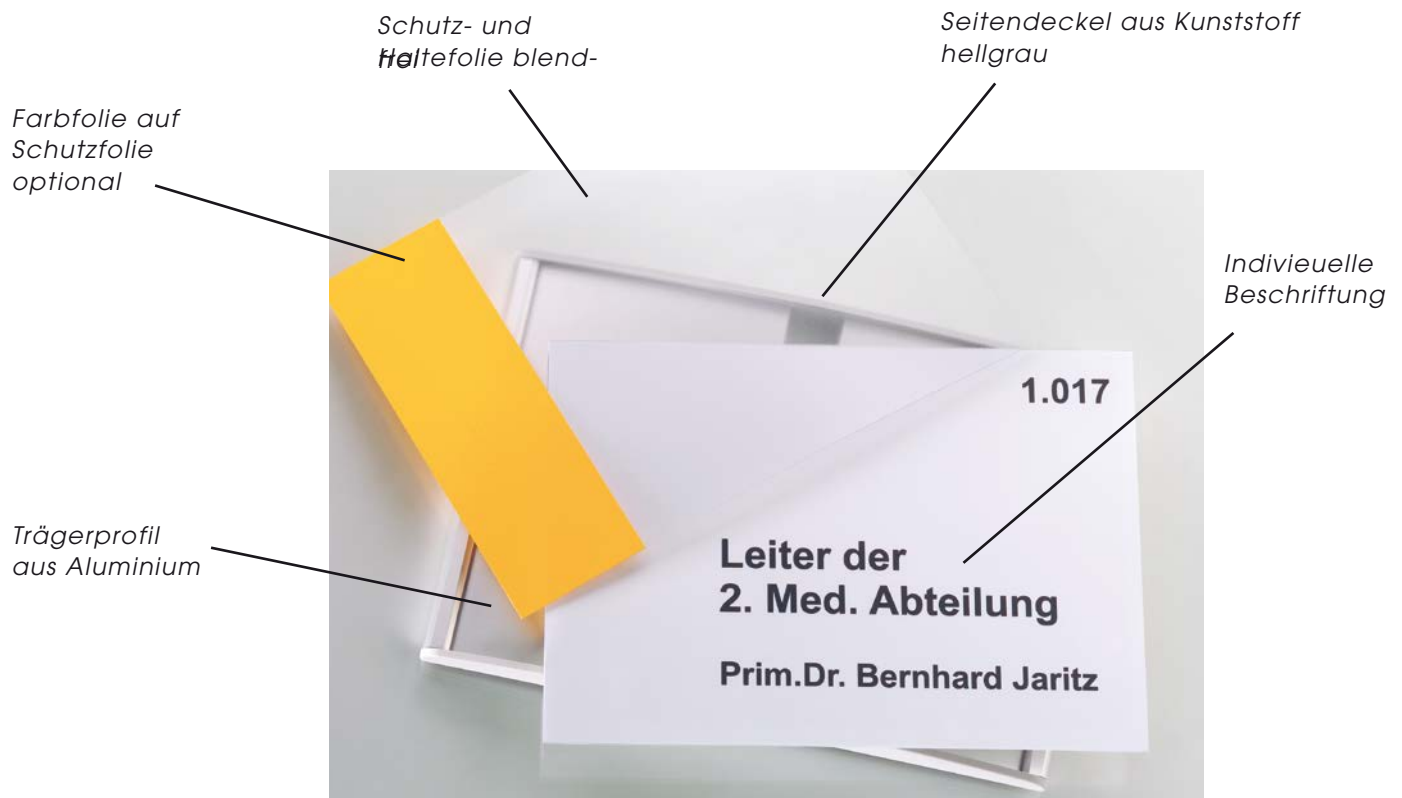 Schutz- und
Haltefolie blend-
frei
Seitendeckel aus Kunststoff
hellgrau
Farbfolie auf
Schutzfolie
optional
Indivieuelle
Beschriftung
1.017
Leiter der
2. Med. Abteilung
Prim.Dr. Bernhard Jaritz
Trägerprofil
aus Aluminium